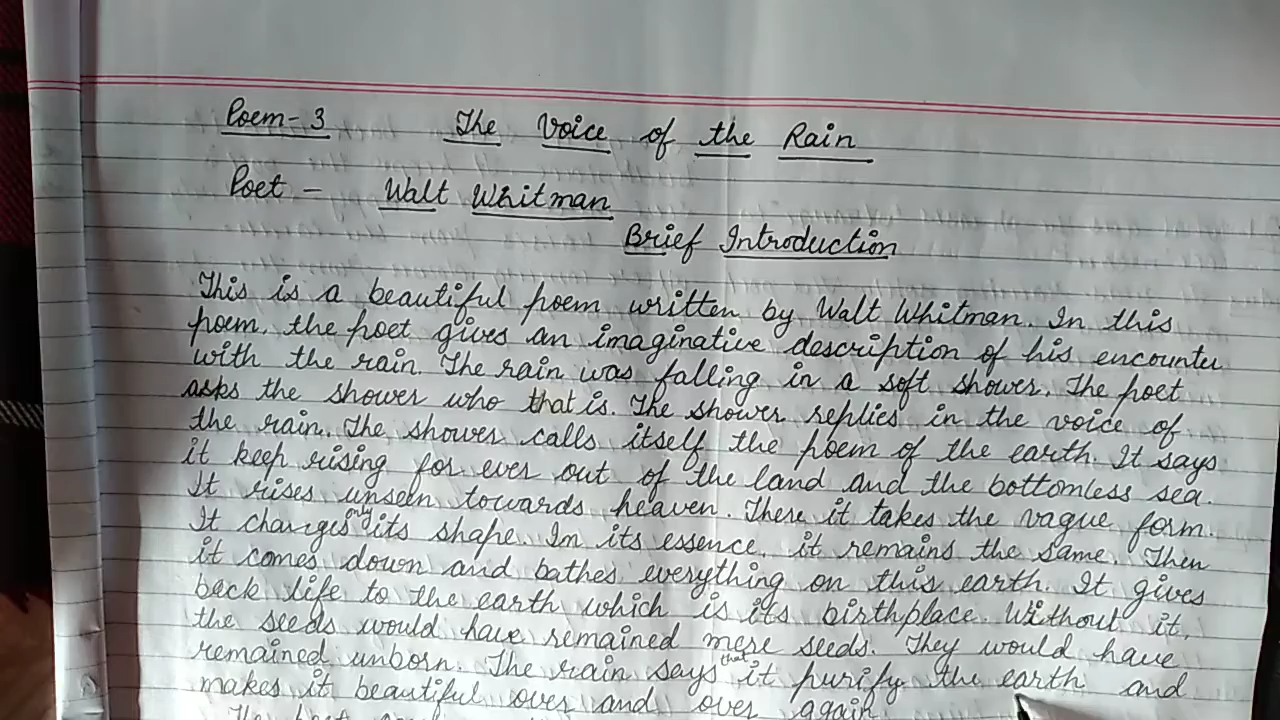 Poem-3 The Voice of the Rain
Poet - Walt Whitman
Brief Introduction
This is a beautiful poem written by Walt Whitman. In this
poem, the poet gives an imaginative description of his encounter
with the rain. The rain was falling in a soft shower. The poet
asks the shower who that is. The shower replies in the voice of
the rain. The shower calls itself the poem of the earth. It says
it keep rising for ever out of the land and the bottomless sea.
It rises unseen towards heaven. There it takes the vague form.
It changes only its shape. In its essence, it remains the same. Then
it comes down and bathes everything on this earth. It gives
back life to the earth which is its birthplace. Without it,
the seeds would have remained mere seeds. They would have
remained unborn. The rain says that it purify the earth and
makes it beautiful over and over again.
The